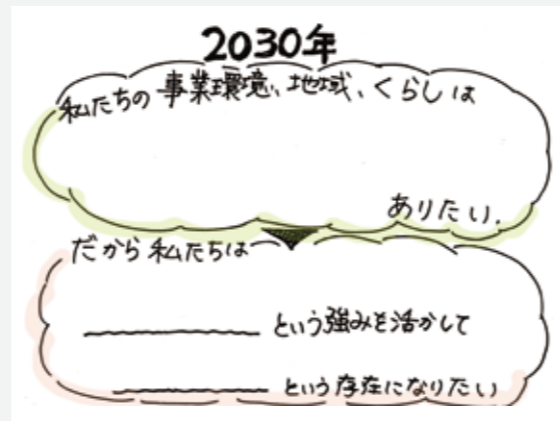 2030年
私たちの事業環境、地域、くらしは
ありたい.
だから私たちは
という強みを活かして
という存在になりたい